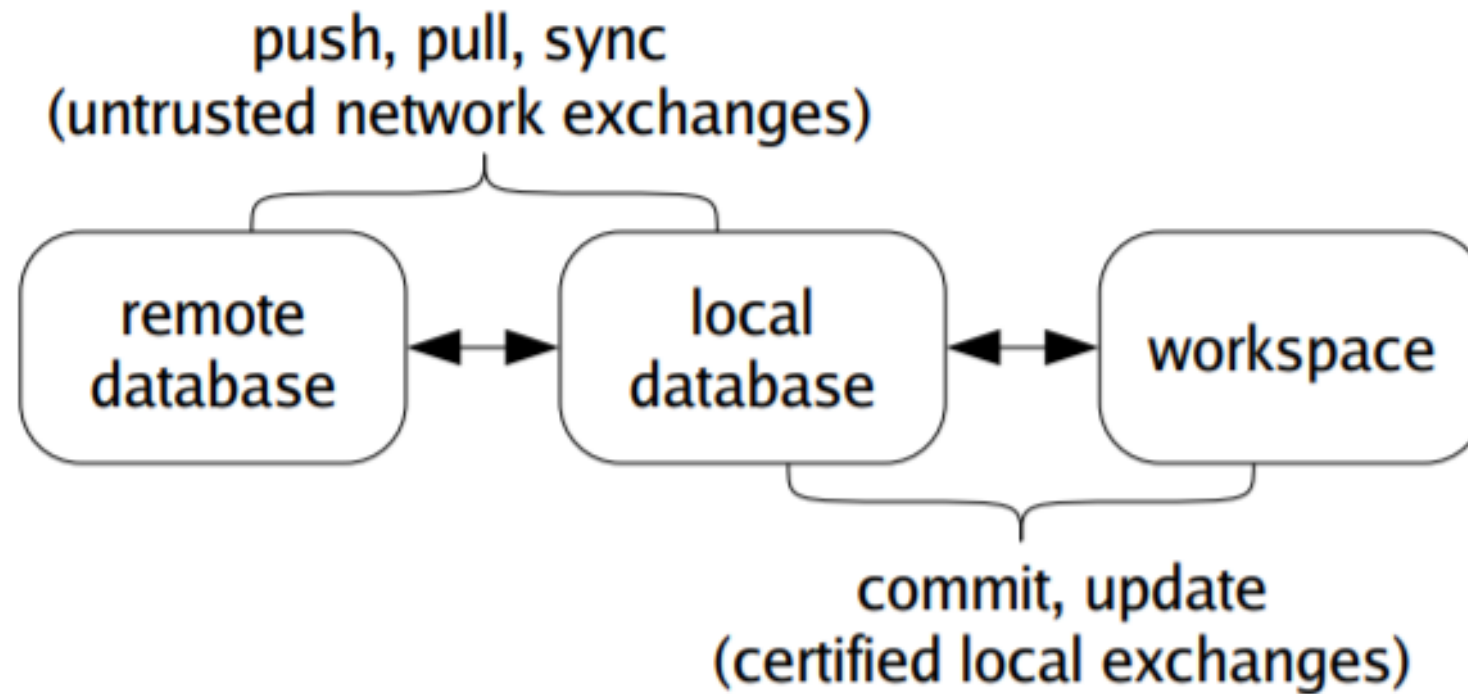 push, pull, sync
(untrusted network exchanges)
remote
database
local
database
workspace
commit, update
(certified local exchanges)